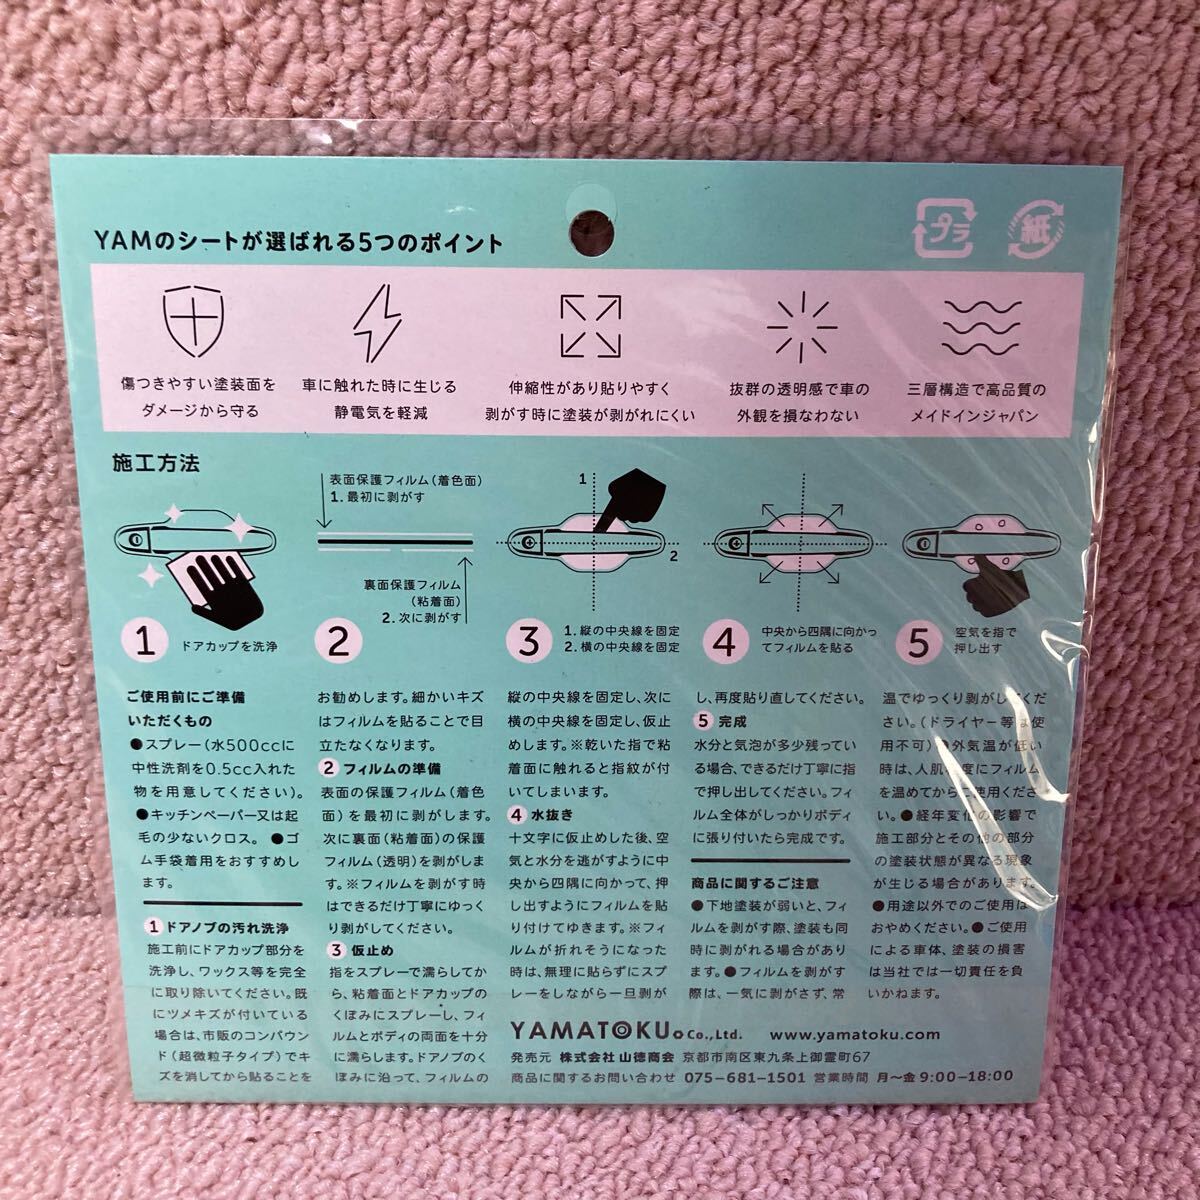 YAMのシートが選ばれる5つのポイント
プラ
紙
傷つきやすい塗装面を
ダメージから守る
車に触れた時に生じる
静電気を軽減
伸縮性があり貼りやすく
剥がす時に塗装が剥がれにくい
抜群の透明感で車の
外観を損なわない
三層構造で高品質の
メイドインジャパン
施工方法
表面保護フィルム(着色面)
1. 最初に剥がす
裏面保護フィルム
(粘着面)
2. 次に剥がす
1
2
1 ドアカップを洗浄
2
3
1. 縦の中央線を固定
2. 横の中央線を固定
4
中央から四隅に向かっ
てフィルムを貼る
5
空気を指で
押し出す
ご使用前にご準備
いただくもの
●スプレー(水500ccに
中性洗剤を0.5cc入れた
物を用意してください)。
●キッチンペーパー又は起
毛の少ないクロス。 ●ゴ
ム手袋着用をおすすめし
ます。
1 ドアノブの汚れ洗浄
施工前にドアカップ部分を
洗浄し、ワックス等を完全
に取り除いてください。既
にツメキズが付いている
場合は、市販のコンパウン
ド(超微粒子タイプ)でキ
ズを消してから貼ることを
お勧めします。細かいキズ
はフィルムを貼ることで目
立たなくなります。
2 フィルムの準備
表面の保護フィルム(着色
面)を最初に剥がします。
次に裏面(粘着面)の保護
フィルム(透明)を剥がしま
す。※フィルムを剥がす時
はできるだけ丁寧にゆっく
り剥がしてください。
3 仮止め
指をスプレーで濡らしてか
ら、粘着面とドアカップの
くぼみにスプレーし、フィ
ルムとボディの両面を十分
に濡らします。ドアノブのく
ぼみに沿って、フィルムの
縦の中央線を固定し、次に
横の中央線を固定し、仮止
めします。※乾いた指で粘
着面に触れると指紋が付
いてしまいます。
4 水抜き
十文字に仮止めした後、空
気と水分を逃がすように中
央から四隅に向かって、押
し出すようにフィルムを貼
り付けてゆきます。※フィ
ルムが折れそうになった
時は、無理に貼らずにスプ
レーをしながら一旦剥が
し、再度貼り直してください。
5 完成
水分と気泡が多少残ってい
る場合、できるだけ丁寧に指
で押し出してください。フィ
ルム全体がしっかりボディ
に張り付いたら完成です。
商品に関するご注意
●下地塗装が弱いと、フィ
ルムを剥がす際、塗装も同
時に剥がれる場合があり
ます。●フィルムを剥がす
際は、一気に剥がさず、常
温でゆっくり剥がしてくだ
さい。(ドライヤー等は使
用不可)●外気温が低い
時は、人肌程度にフィルム
を温めてからご使用くださ
い。●経年変化の影響で
施工部分とその他の部分
の塗装状態が異なる現象
が生じる場合があります。
●用途以外でのご使用は
おやめください。●ご使用
による車体、塗装の損害
は当社では一切責任を負
いかねます。
YAMATOKU Co.,Ltd. www.yamatoku.com
発売元 株式会社 山徳商会 京都市南区東九条上御霊町67
商品に関するお問い合わせ 075-681-1501 営業時間 月〜金 9:00-18:00